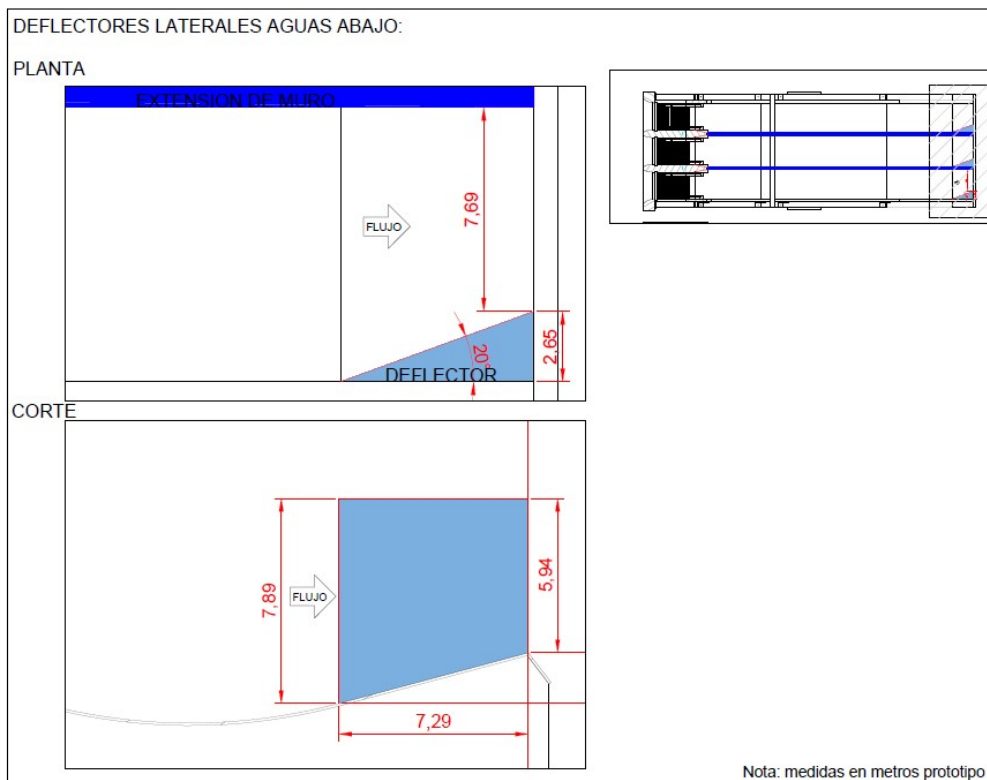 DEFLECTORES LATERALES AGUAS ABAJO:
PLANTA
EXTENSION DE MURO
7,69
FLUJO
20°
2,65
DEFLECTOR
CORTE
7,89
FLUJO
5,94
7,29
Nota: medidas en metros prototipo